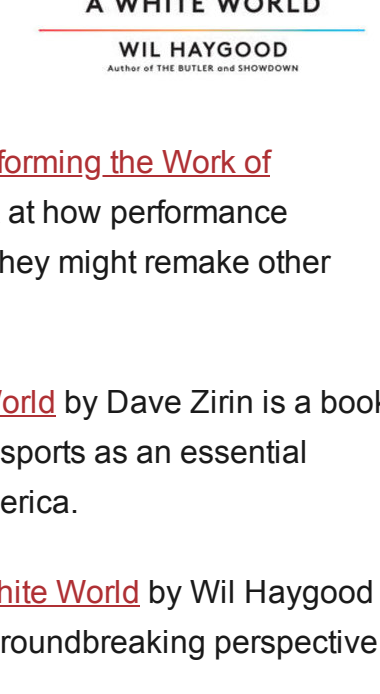 A WHITE WORLD
WIL HAYGOOD
Author of THE BUTLER and SHOWDOWN
forming the Work of
at how performance
hey might remake other
orld by Dave Zirin is a book
sports as an essential
erica.
hite World by Wil Haygood
roundbreaking perspective